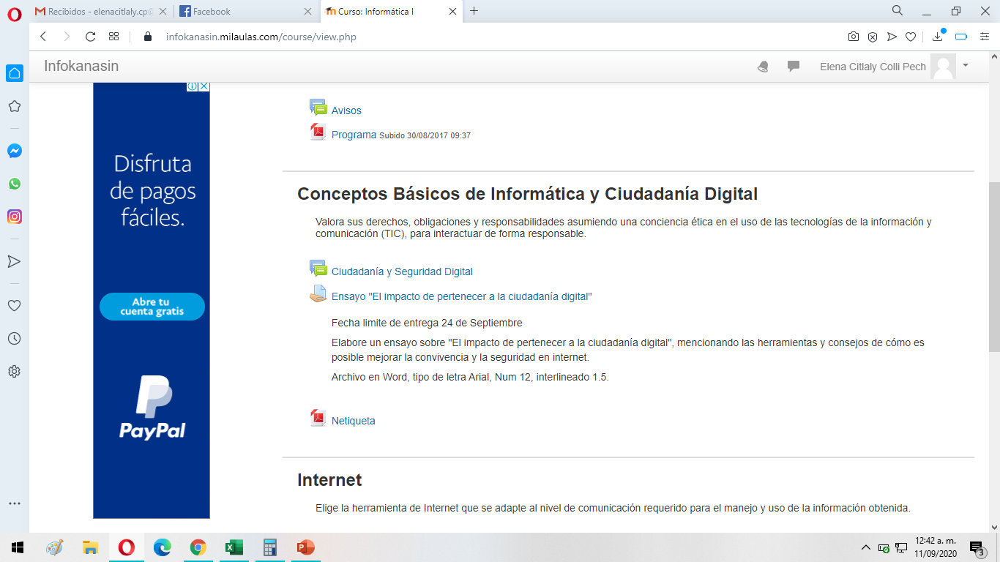 Recibidos - elenacitlaly.cp@
Facebook
Curso: Informática I
infokanasin.milaulas.com/course/view.php
Infokanasin
Elena Citlaly Colli Pech
Disfruta
de pagos
fáciles.
Abre tu
cuenta gratis
PayPal
Avisos
Programa Subido 30/08/2017 09:37
Conceptos Básicos de Informática y Ciudadanía Digital
Valora sus derechos, obligaciones y responsabilidades asumiendo una conciencia ética en el uso de las tecnologías de la información y
comunicación (TIC), para interactuar de forma responsable.
Ciudadanía y Seguridad Digital
Ensayo "El impacto de pertenecer a la ciudadanía digital"
Fecha limite de entrega 24 de Septiembre
Elabore un ensayo sobre "El impacto de pertenecer a la ciudadanía digital", mencionando las herramientas y consejos de cómo es
posible mejorar la convivencia y la seguridad en internet.
Archivo en Word, tipo de letra Arial, Num 12, interlineado 1.5.
Netiqueta
Internet
Elige la herramienta de Internet que se adapte al nivel de comunicación requerido para el manejo y uso de la información obtenida.
12:42 a. m.
11/09/2020
3